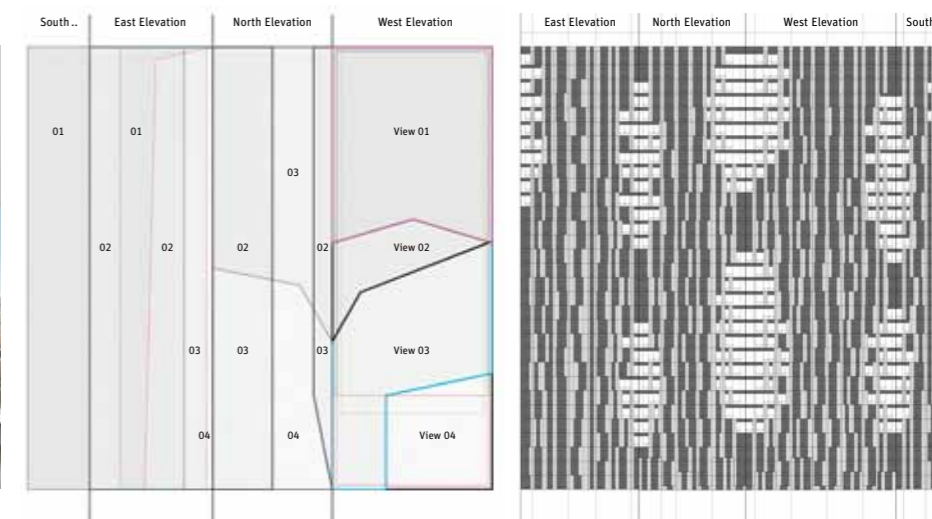 South .. East Elevation North Elevation West Elevation
East Elevation North Elevation West Elevation South
01 01 View 01
03
02 02 02 02 View 02
03 03 03 View 03
04 04 View 04